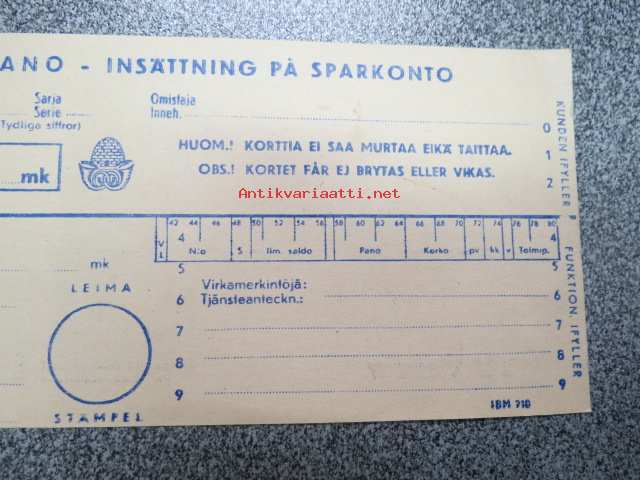 ANO - INSÄTTNING PÅ SPARKONTO
Sarja
Serie
Tydliga siffror)
Omistaja
Inneh.
mk
HUOM.! KORTTIA EI SAA MURTAA EIKÄ TAITTAA.
OBS.! KORTET FÅR EJ BRYTAS ELLER VIKAS.
Antikvariaatti.net
0
1
2
KUNDEN IFYLLER
42 44 46 48 50 52 54 56 58 60 62 64 66 68 70 72 74 76 78 80
V 4 4
L N:o S lim. saldo Pano Korko pv kk v Toimip.
mk 5 5
LEIMA
STÄMPEL
Virkamerkintöjä:
Tjänsteanteckn.:
6 6
7 7
8 8
9 9
FUNKTION. IFYLLER
IBM 710